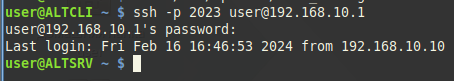 user@ALTCLI ~ $ ssh -p 2023 user@192.168.10.1
user@192.168.10.1's password:
Last login: Fri Feb 16 16:46:53 2024 from 192.168.10.10
user@ALTSRV ~ $